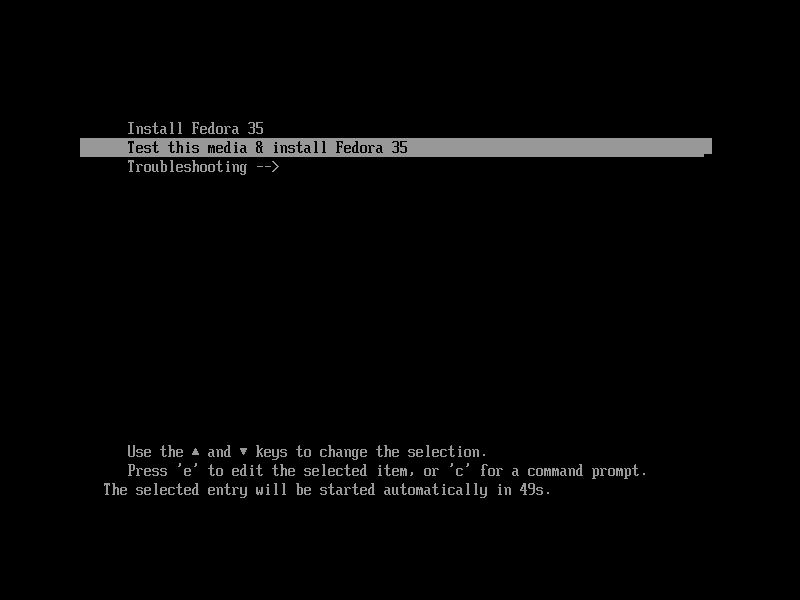 Install Fedora 35
Test this media & install Fedora 35
Troubleshooting -->
Use the ▲ and ▼ keys to change the selection.
Press 'e' to edit the selected item, or 'c' for a command prompt.
The selected entry will be started automatically in 49s.